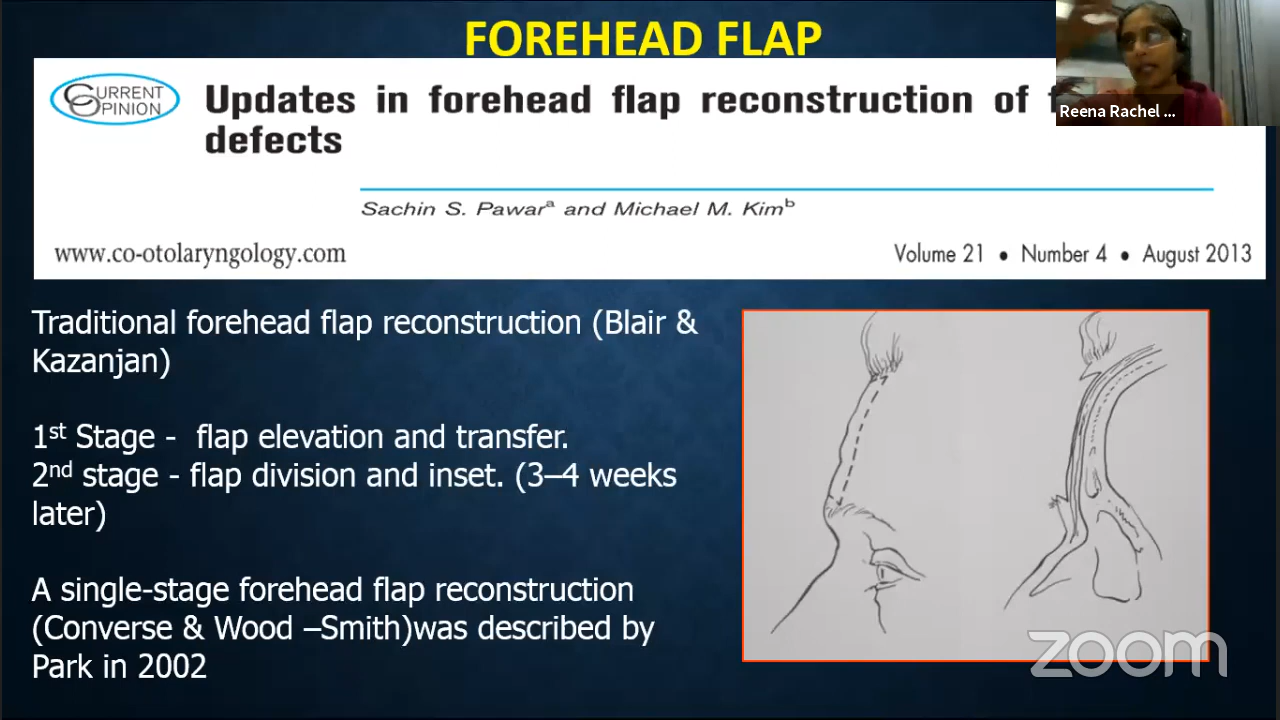 FOREHEAD FLAP
CURRENT
OPINION
Updates in forehead flap reconstruction of
defects
Reena Rachel ...
Sachin S. Pawarᵃ and Michael M. Kimᵇ
www.co-otolaryngology.com
Volume 21 • Number 4 • August 2013
Traditional forehead flap reconstruction (Blair &
Kazanjan)
1ˢᵗ Stage - flap elevation and transfer.
2ⁿᵈ stage - flap division and inset. (3–4 weeks
later)
A single-stage forehead flap reconstruction
(Converse & Wood –Smith)was described by
Park in 2002
zoom